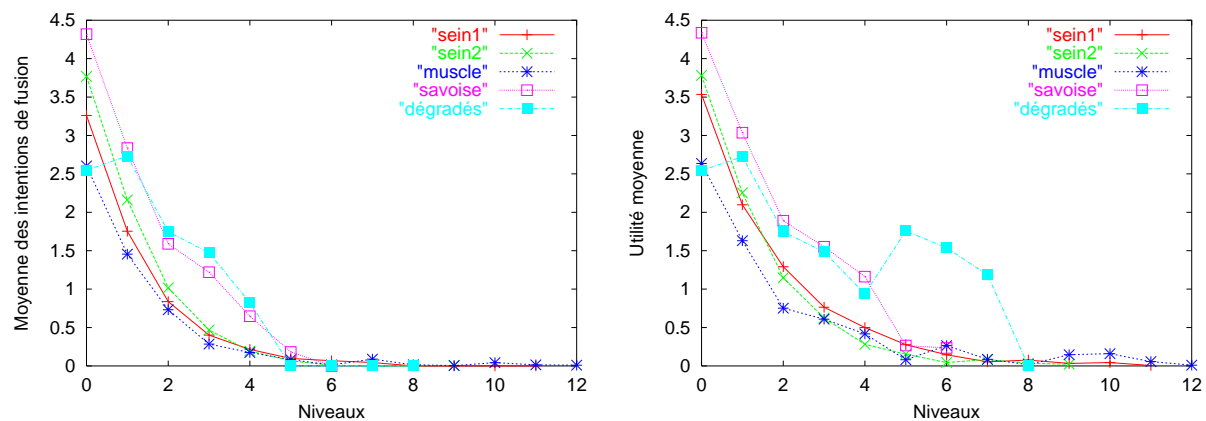 4.5
4
3.5
3
2.5
2
1.5
1
0.5
0
Moyenne des intentions de fusion
"sein1"
"sein2"
"muscle"
"savoise"
"dégradés"
0 2 4 6 8 10 12
Niveaux
4.5
4
3.5
3
2.5
2
1.5
1
0.5
0
Utilité moyenne
"sein1"
"sein2"
"muscle"
"savoise"
"dégradés"
0 2 4 6 8 10 12
Niveaux